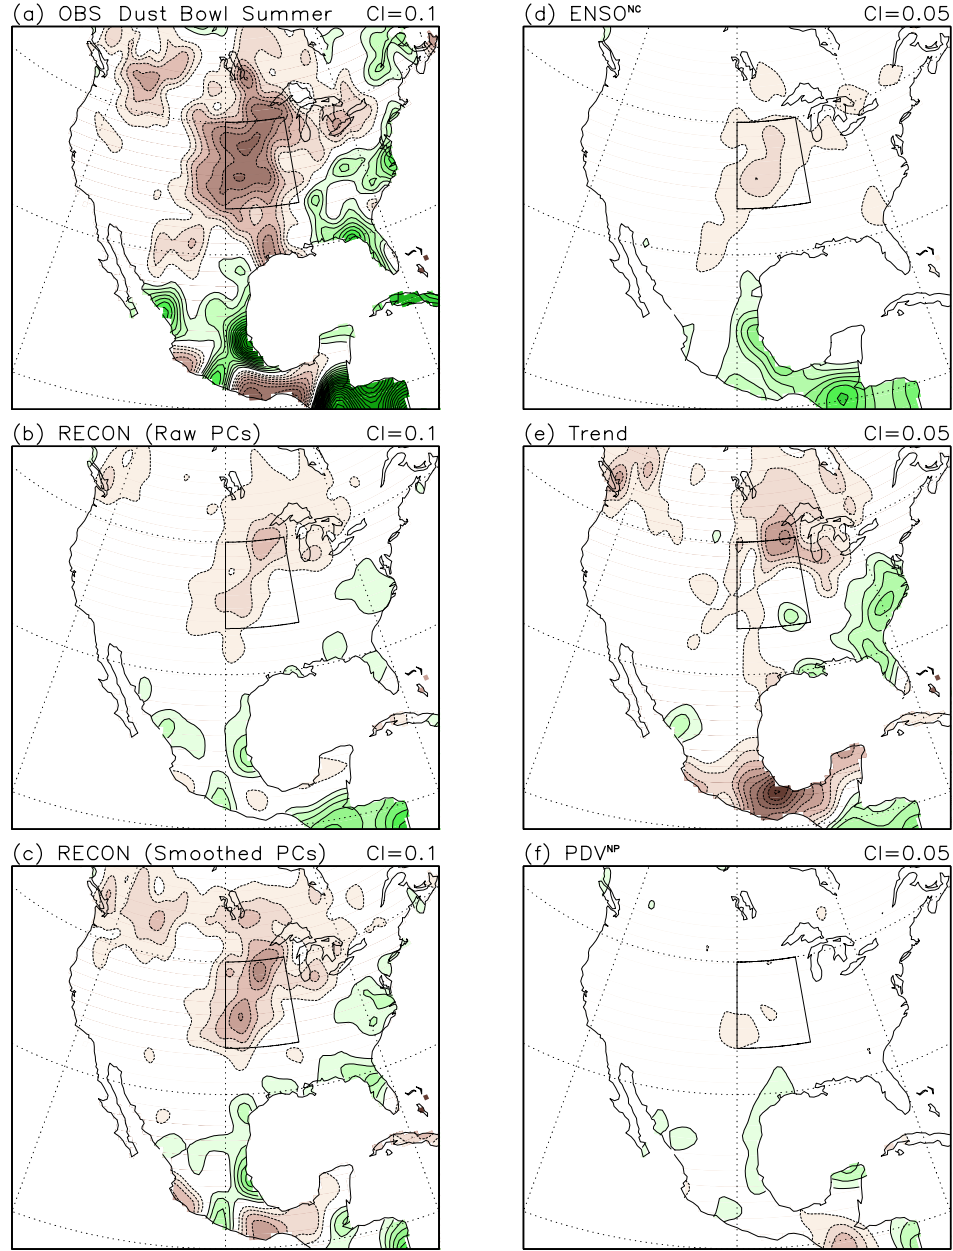 (a) OBS Dust Bowl Summer CI=0.1
(d) ENSO^NC CI=0.05
(b) RECON (Raw PCs) CI=0.1
(e) Trend CI=0.05
(c) RECON (Smoothed PCs) CI=0.1
(f) PDV^NP CI=0.05